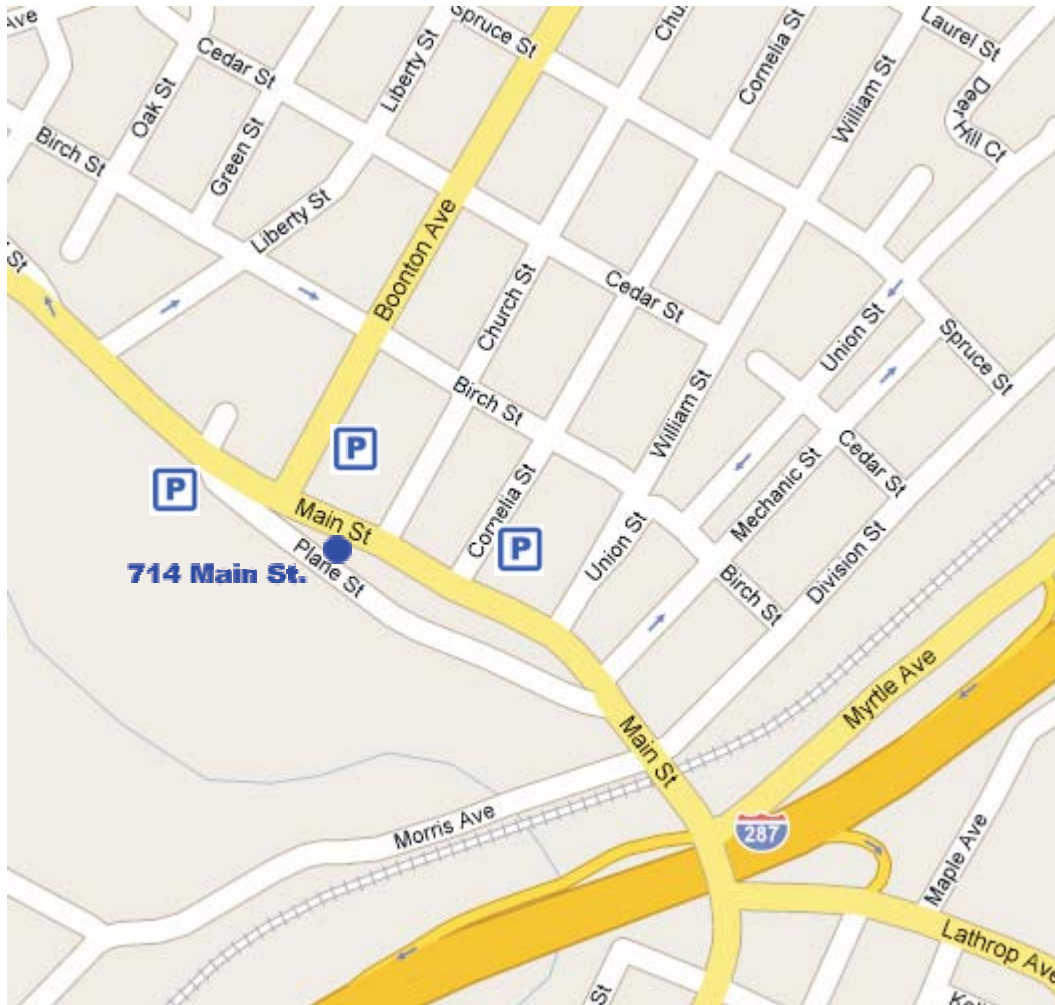 Ave
Spruce St
Cornelia St
Laurel St
Cedar St
Liberty St
William St
Deer Hill Ct
Oak St
Green St
Birch St
Liberty St
Boonton Ave
St
Church St
Cedar St
Union St
Spruce St
Birch St
William St
Cedar St
P
P
Main St
Cornelia St
P
Mechanic St
Union St
Plane St
714 Main St.
Birch St
Division St
Myrtle Ave
Main St
Morris Ave
287
Maple Ave
Lathrop Ave
St